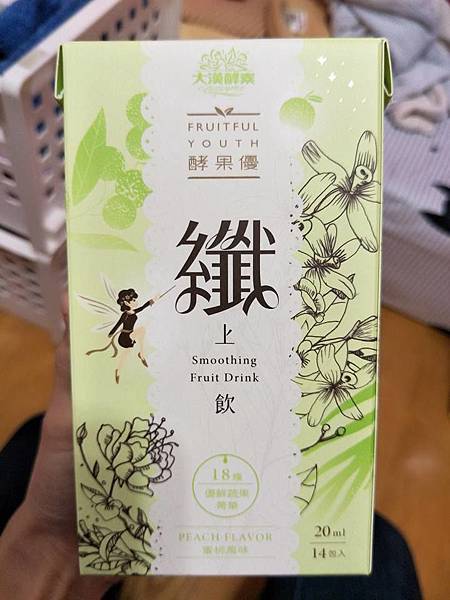 大漢酵素
FRUITFUL
YOUTH
酵果優
纖
上
Smoothing
Fruit Drink
飲
18種
優鮮蔬果
菁華
PEACH FLAVOR
蜜桃風味
20ml
14包入